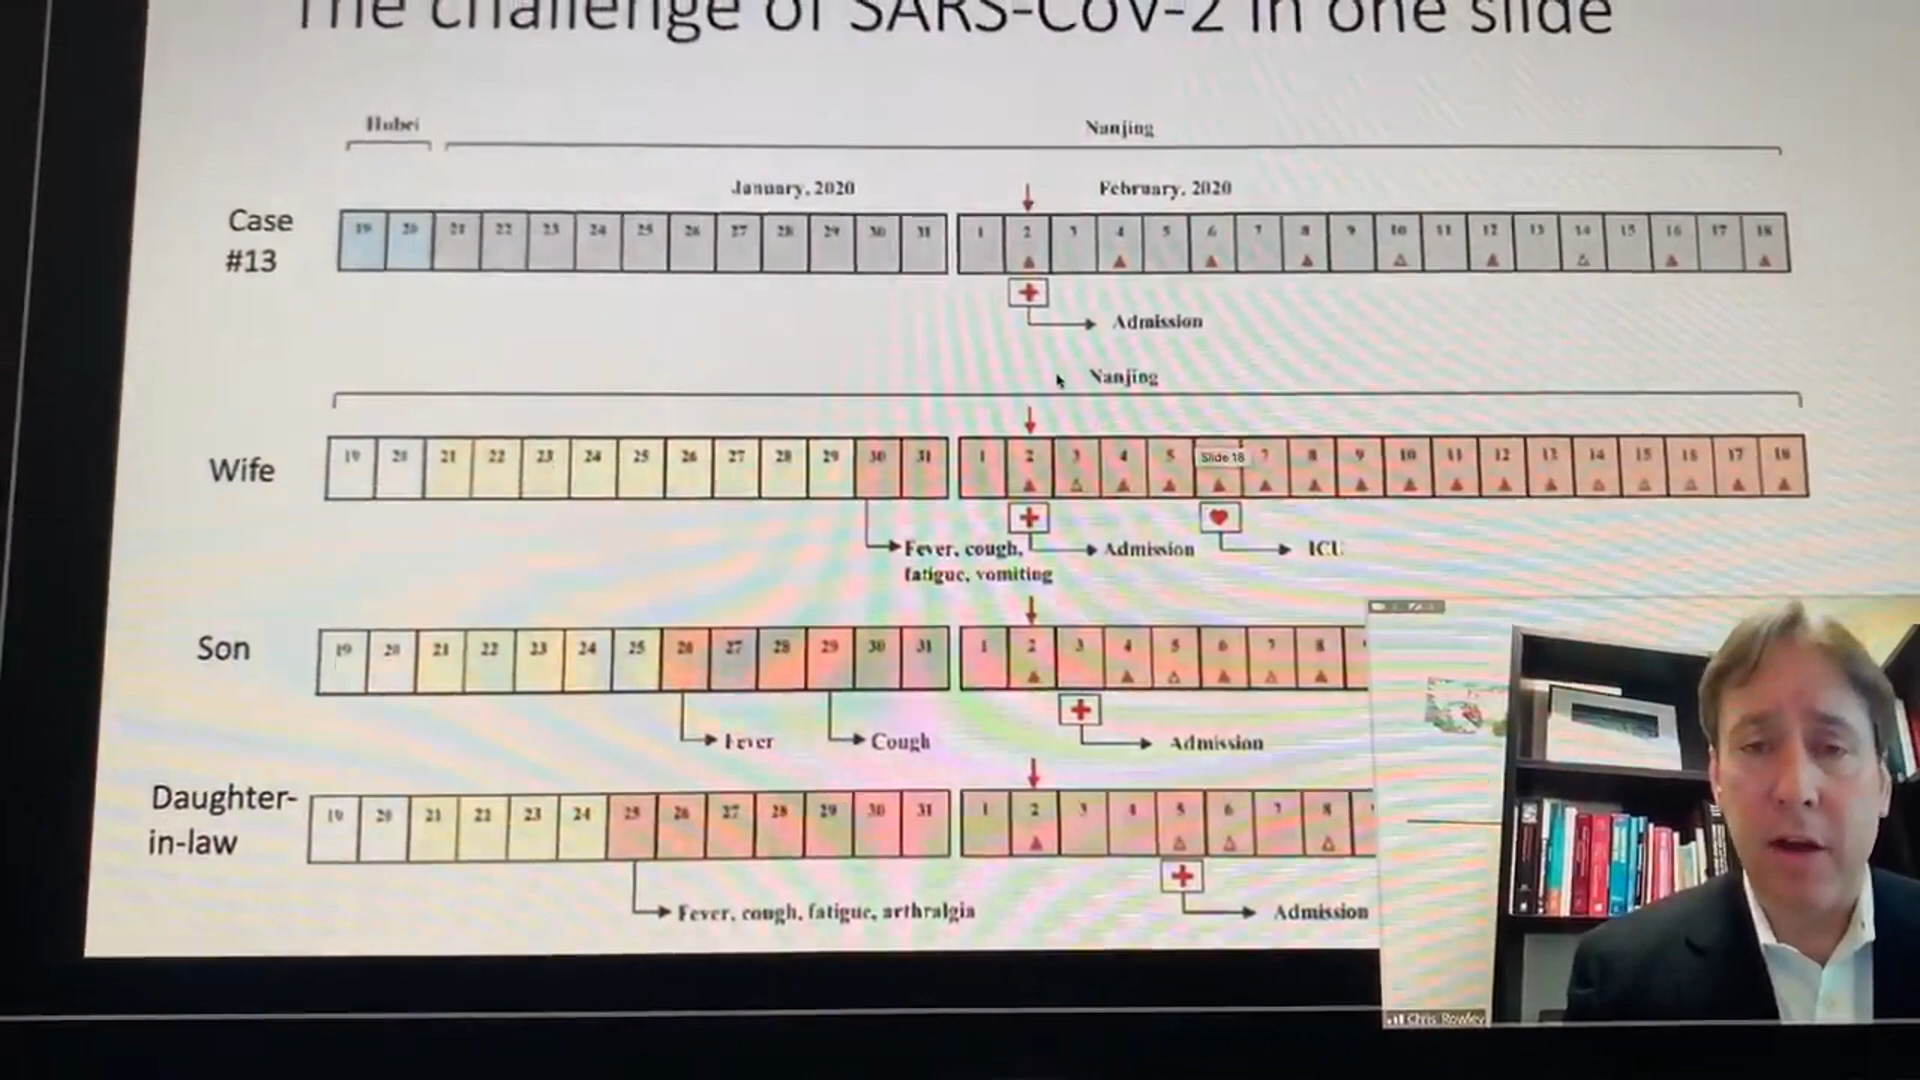 The challenge of SARS-CoV-2 in one slide
Hubei
Nanjing
January, 2020
February, 2020
Case
#13
19 20 21 22 23 24 25 26 27 28 29 30 31 1 2 3 4 5 6 7 8 9 10 11 12 13 14 15 16 17 18
Admission
Nanjing
Wife
19 20 21 22 23 24 25 26 27 28 29 30 31 1 2 3 4 5 Slide 18 7 8 9 10 11 12 13 14 15 16 17 18
Fever, cough,
fatigue, vomiting
Admission
ICU
Son
19 20 21 22 23 24 25 26 27 28 29 30 31 1 2 3 4 5 6 7 8
Fever
Cough
Admission
Daughter-
in-law
19 20 21 22 23 24 25 26 27 28 29 30 31 1 2 3 4 5 6 7 8
Fever, cough, fatigue, arthralgia
Admission
Chris Rowley